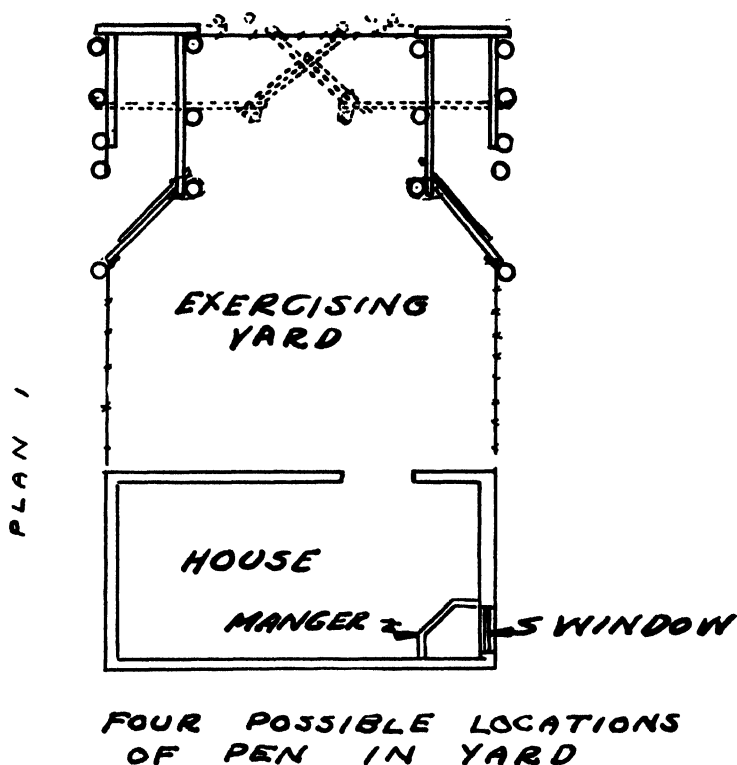 EXERCISING
YARD
PLAN 1
HOUSE
MANGER
WINDOW
FOUR POSSIBLE LOCATIONS
OF PEN IN YARD